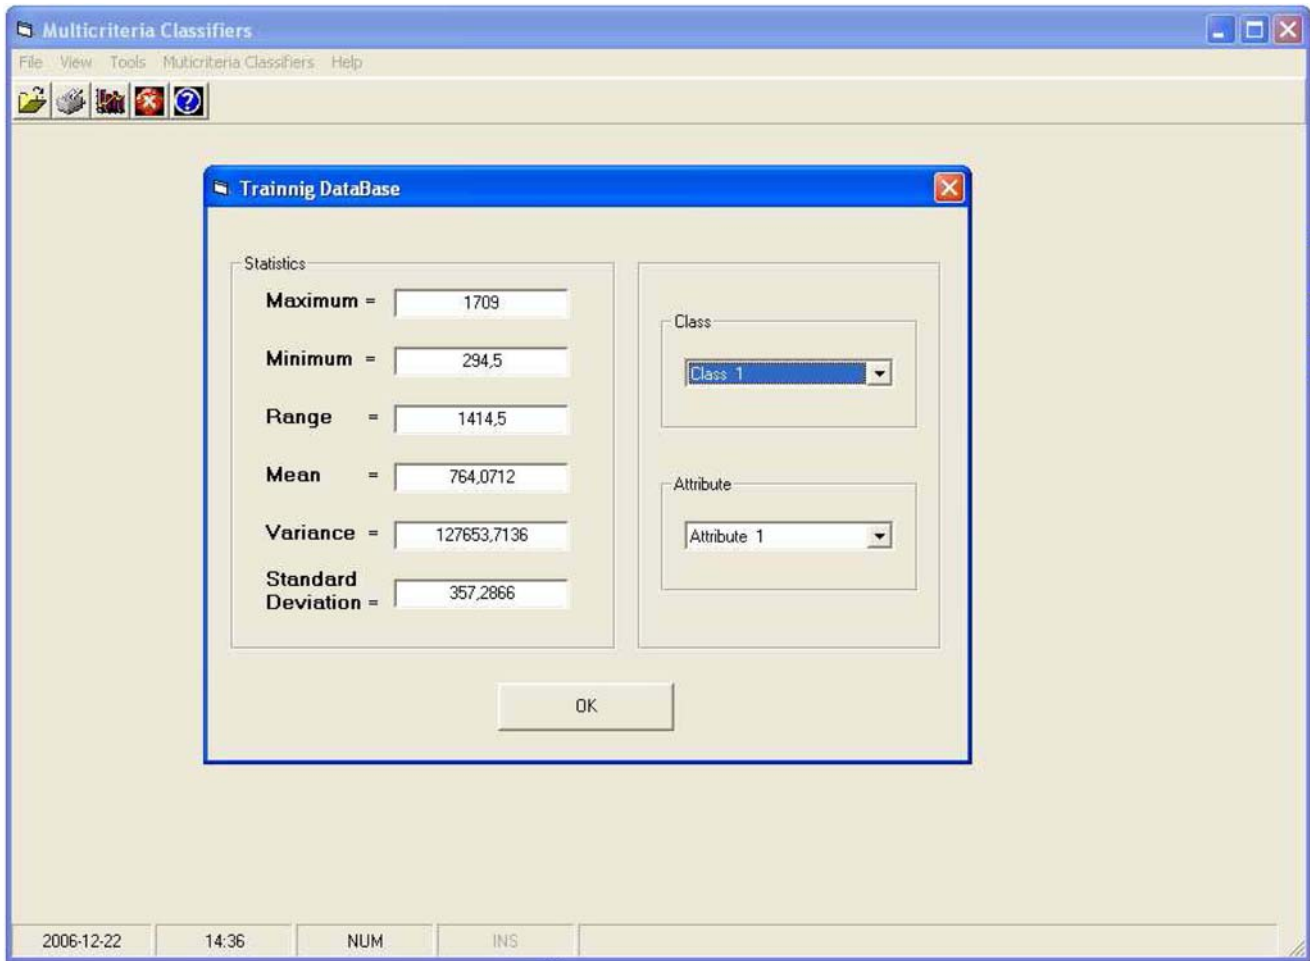 Multicriteria Classifiers
File View Tools Muticriteria Classifiers Help
Trainnig DataBase
Statistics
Maximum = 1709
Minimum = 294,5
Range = 1414,5
Mean = 764,0712
Variance = 127653,7136
Standard
Deviation = 357,2866
Class
Class 1
Attribute
Attribute 1
OK
2006-12-22 14:36 NUM INS